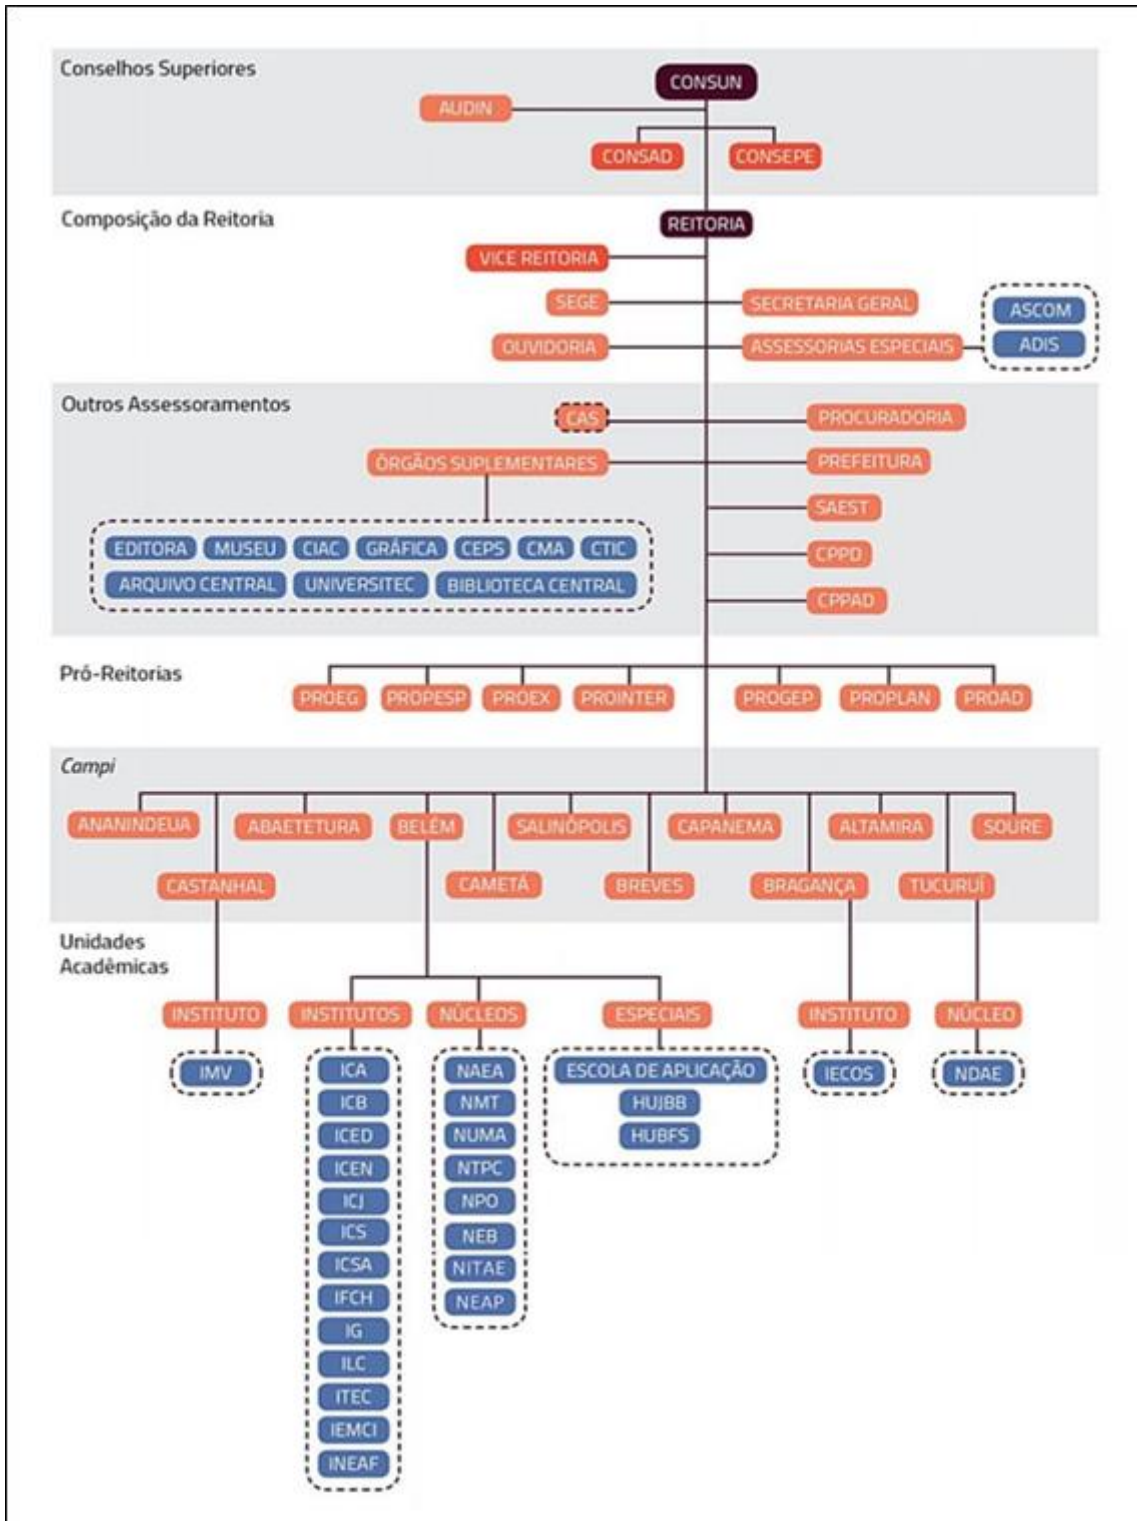 Conselhos Superiores
CONSUN
AUDIN
CONSAD CONSEPE
Composição da Reitoria
REITORIA
VICE REITORIA
SEGE SECRETARIA GERAL
OUVIDORIA ASSESSORIAS ESPECIAIS
ASCOM
ADIS
Outros Assessoramentos
CAS PROCURADORIA
ÓRGÃOS SUPLEMENTARES PREFEITURA
SAEST
CPPD
CPPAD
EDITORA MUSEU CIAC GRÁFICA CEPS CMA CTIC
ARQUIVO CENTRAL UNIVERSITEC BIBLIOTECA CENTRAL
Pró-Reitorias
PROEG PROPESP PROEX PROINTER PROGEP PROPLAN PROAD
Campi
ANANINDEUA ABAETETURA BELÉM SALINÓPOLIS CAPANEMA ALTAMIRA SOURE
CASTANHAL CAMETÁ BREVES BRAGANÇA TUCURUÍ
Unidades
Acadêmicas
INSTITUTO INSTITUTOS NÚCLEOS ESPECIAIS INSTITUTO NÚCLEO
IMV
ICA
ICB
ICED
ICEN
ICJ
ICS
ICSA
IFCH
IG
ILC
ITEC
IEMCI
INEAF
NAEA
NMT
NUMA
NTPC
NPO
NEB
NITAE
NEAP
ESCOLA DE APLICAÇÃO
HUJBB
HUBFS
IECOS
NDAE